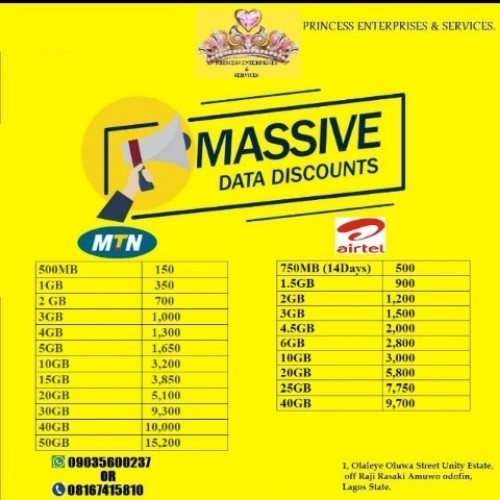 PRINCESS ENTERPRISES & SERVICES.
PRINCESS ENTERPRISES
&
SERVICES
MASSIVE
DATA DISCOUNTS
MTN
500MB 150
1GB 350
2 GB 700
3GB 1,000
4GB 1,300
5GB 1,650
10GB 3,200
15GB 3,850
20GB 5,100
30GB 9,300
40GB 10,000
50GB 15,200
airtel
750MB (14Days) 500
1.5GB 900
2GB 1,200
3GB 1,500
4.5GB 2,000
6GB 2,800
10GB 3,000
20GB 5,800
25GB 7,750
40GB 9,700
09035600237
OR
08167415810
1, Olaleye Oluwa Street Unity Estate,
off Raji Rasaki Amuwo odofin,
Lagos State.